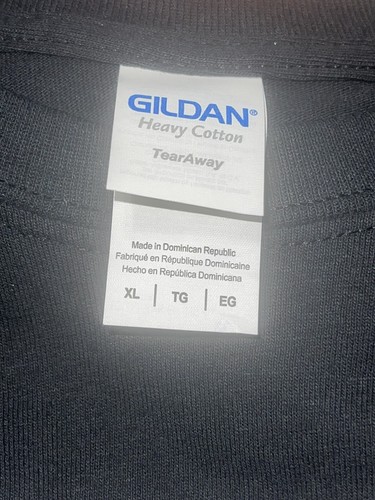 GILDAN®
Heavy Cotton
TearAway
Made in Dominican Republic
Fabriqué en République Dominicaine
Hecho en República Dominicana
XL | TG | EG